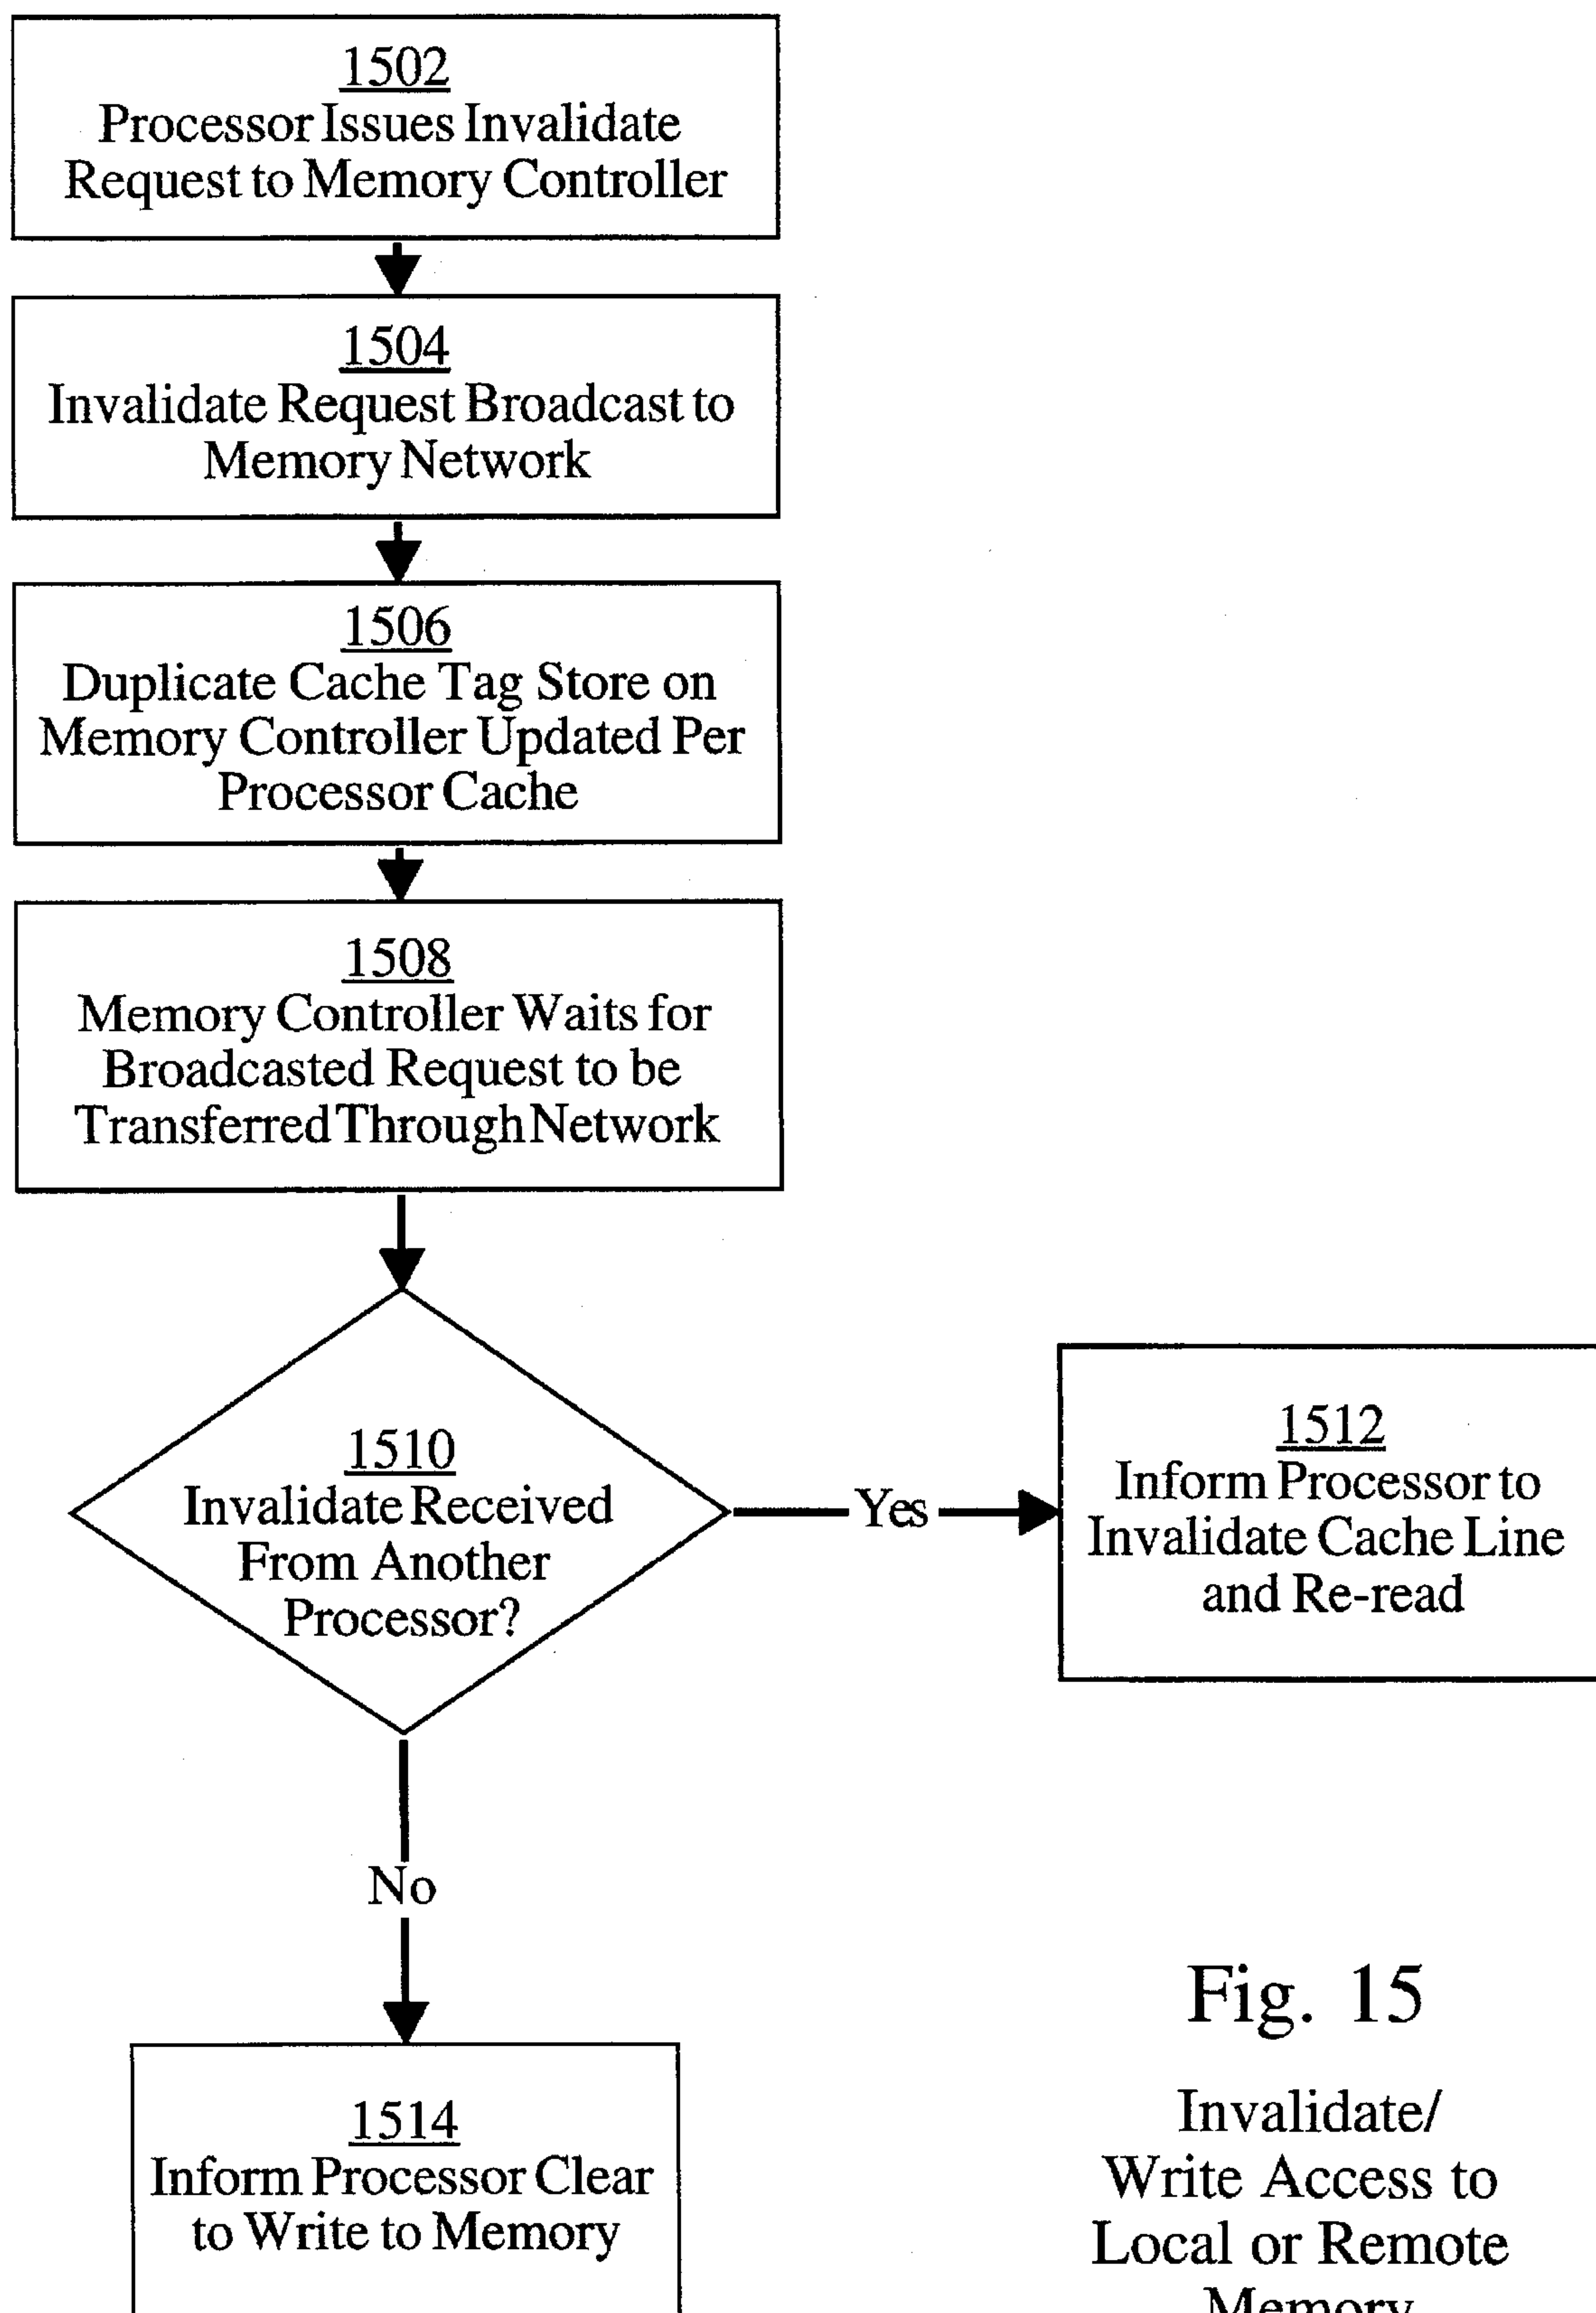 1502
Processor Issues Invalidate
Request to Memory Controller
1504
Invalidate Request Broadcast to
Memory Network
1506
Duplicate Cache Tag Store on
Memory Controller Updated Per
Processor Cache
1508
Memory Controller Waits for
Broadcasted Request to be
Transferred Through Network
1510
Invalidate Received
From Another
Processor?
Yes
1512
Inform Processor to
Invalidate Cache Line
and Re-read
No
1514
Inform Processor Clear
to Write to Memory
Fig. 15
Invalidate/
Write Access to
Local or Remote
Memory